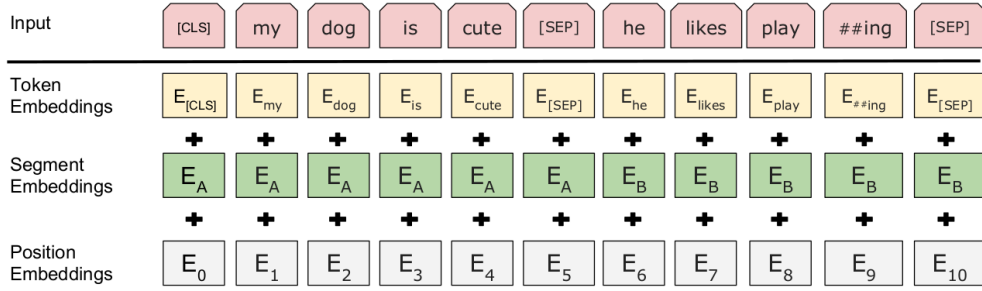 Input [CLS] my dog is cute [SEP] he likes play ##ing [SEP]
Token
Embeddings
E[CLS] Emy Edog Eis Ecute E[SEP] Ehe Elikes Eplay E##ing E[SEP]
+ + + + + + + + + + +
Segment
Embeddings
EA EA EA EA EA EA EB EB EB EB EB
+ + + + + + + + + + +
Position
Embeddings
E0 E1 E2 E3 E4 E5 E6 E7 E8 E9 E10